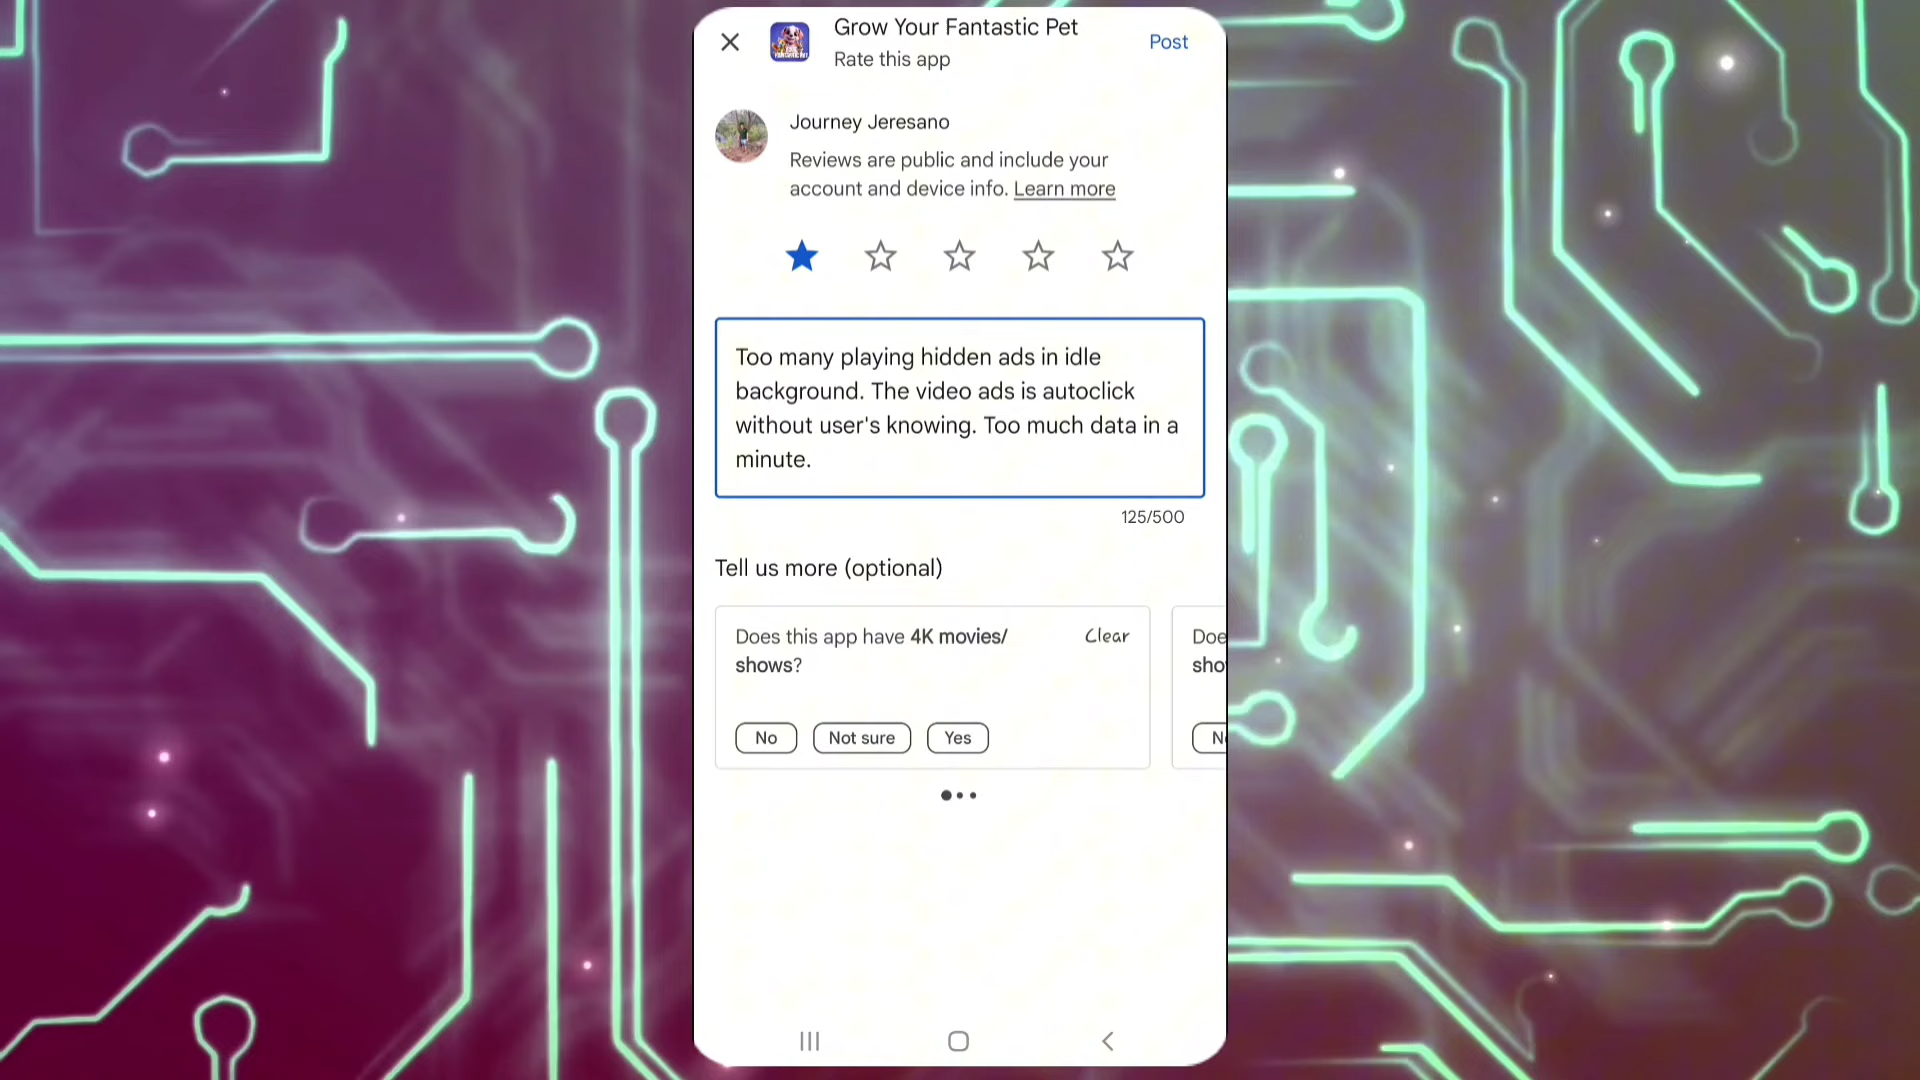 Grow Your Fantastic Pet
Rate this app
Post
Journey Jeresano
Reviews are public and include your
account and device info. Learn more
Too many playing hidden ads in idle
background. The video ads is autoclick
without user's knowing. Too much data in a
minute.
125/500
Tell us more (optional)
Does this app have 4K movies/
shows?
Clear
No
Not sure
Yes